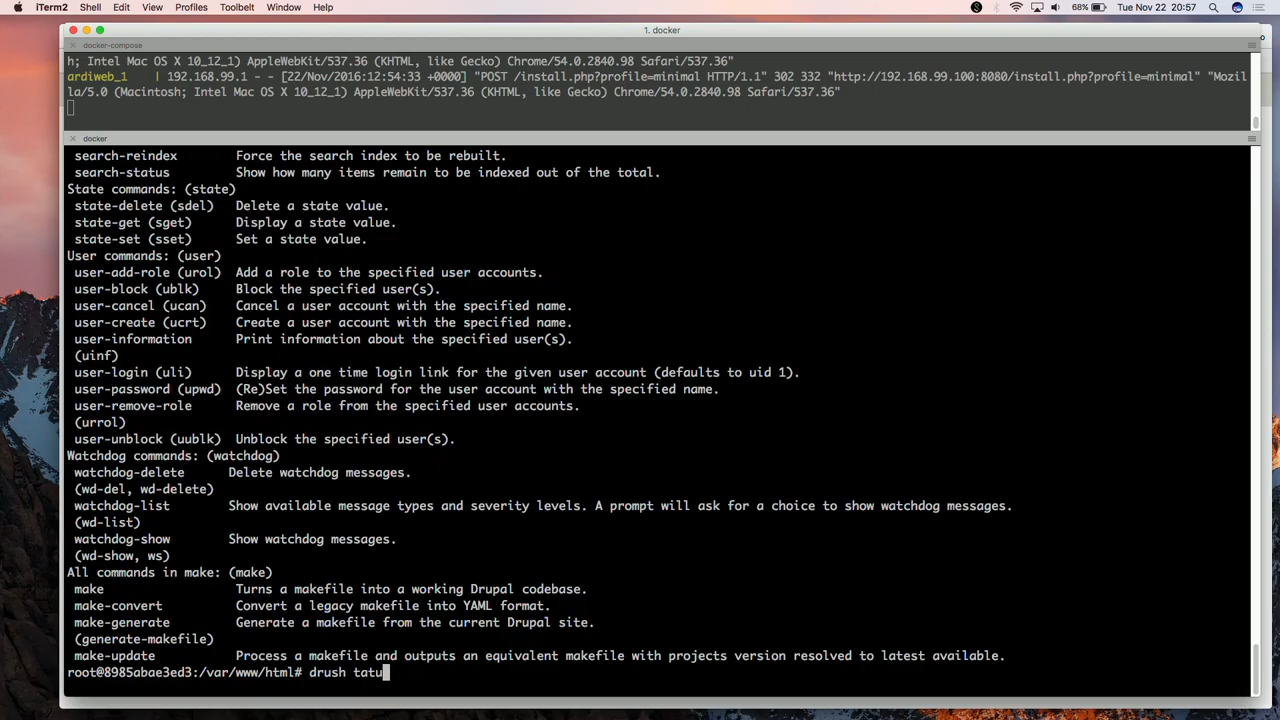 iTerm2 Shell Edit View Profiles Toolbelt Window Help 68% Tue Nov 22 20:57
1. docker
docker-compose
h; Intel Mac OS X 10_12_1) AppleWebKit/537.36 (KHTML, like Gecko) Chrome/54.0.2840.98 Safari/537.36"
ardiweb_1 | 192.168.99.1 - - [22/Nov/2016:12:54:33 +0000] "POST /install.php?profile=minimal HTTP/1.1" 302 332 "http://192.168.99.100:8080/install.php?profile=minimal" "Mozil
la/5.0 (Macintosh; Intel Mac OS X 10_12_1) AppleWebKit/537.36 (KHTML, like Gecko) Chrome/54.0.2840.98 Safari/537.36"
docker
search-reindex Force the search index to be rebuilt.
search-status Show how many items remain to be indexed out of the total.
State commands: (state)
state-delete (sdel) Delete a state value.
state-get (sget) Display a state value.
state-set (sset) Set a state value.
User commands: (user)
user-add-role (urol) Add a role to the specified user accounts.
user-block (ublk) Block the specified user(s).
user-cancel (ucan) Cancel a user account with the specified name.
user-create (ucrt) Create a user account with the specified name.
user-information Print information about the specified user(s).
(uinf)
user-login (uli) Display a one time login link for the given user account (defaults to uid 1).
user-password (upwd) (Re)Set the password for the user account with the specified name.
user-remove-role Remove a role from the specified user accounts.
(urrol)
user-unblock (uublk) Unblock the specified user(s).
Watchdog commands: (watchdog)
watchdog-delete Delete watchdog messages.
(wd-del, wd-delete)
watchdog-list Show available message types and severity levels. A prompt will ask for a choice to show watchdog messages.
(wd-list)
watchdog-show Show watchdog messages.
(wd-show, ws)
All commands in make: (make)
make Turns a makefile into a working Drupal codebase.
make-convert Convert a legacy makefile into YAML format.
make-generate Generate a makefile from the current Drupal site.
(generate-makefile)
make-update Process a makefile and outputs an equivalent makefile with projects version resolved to latest available.
root@8985abae3ed3:/var/www/html# drush tatu